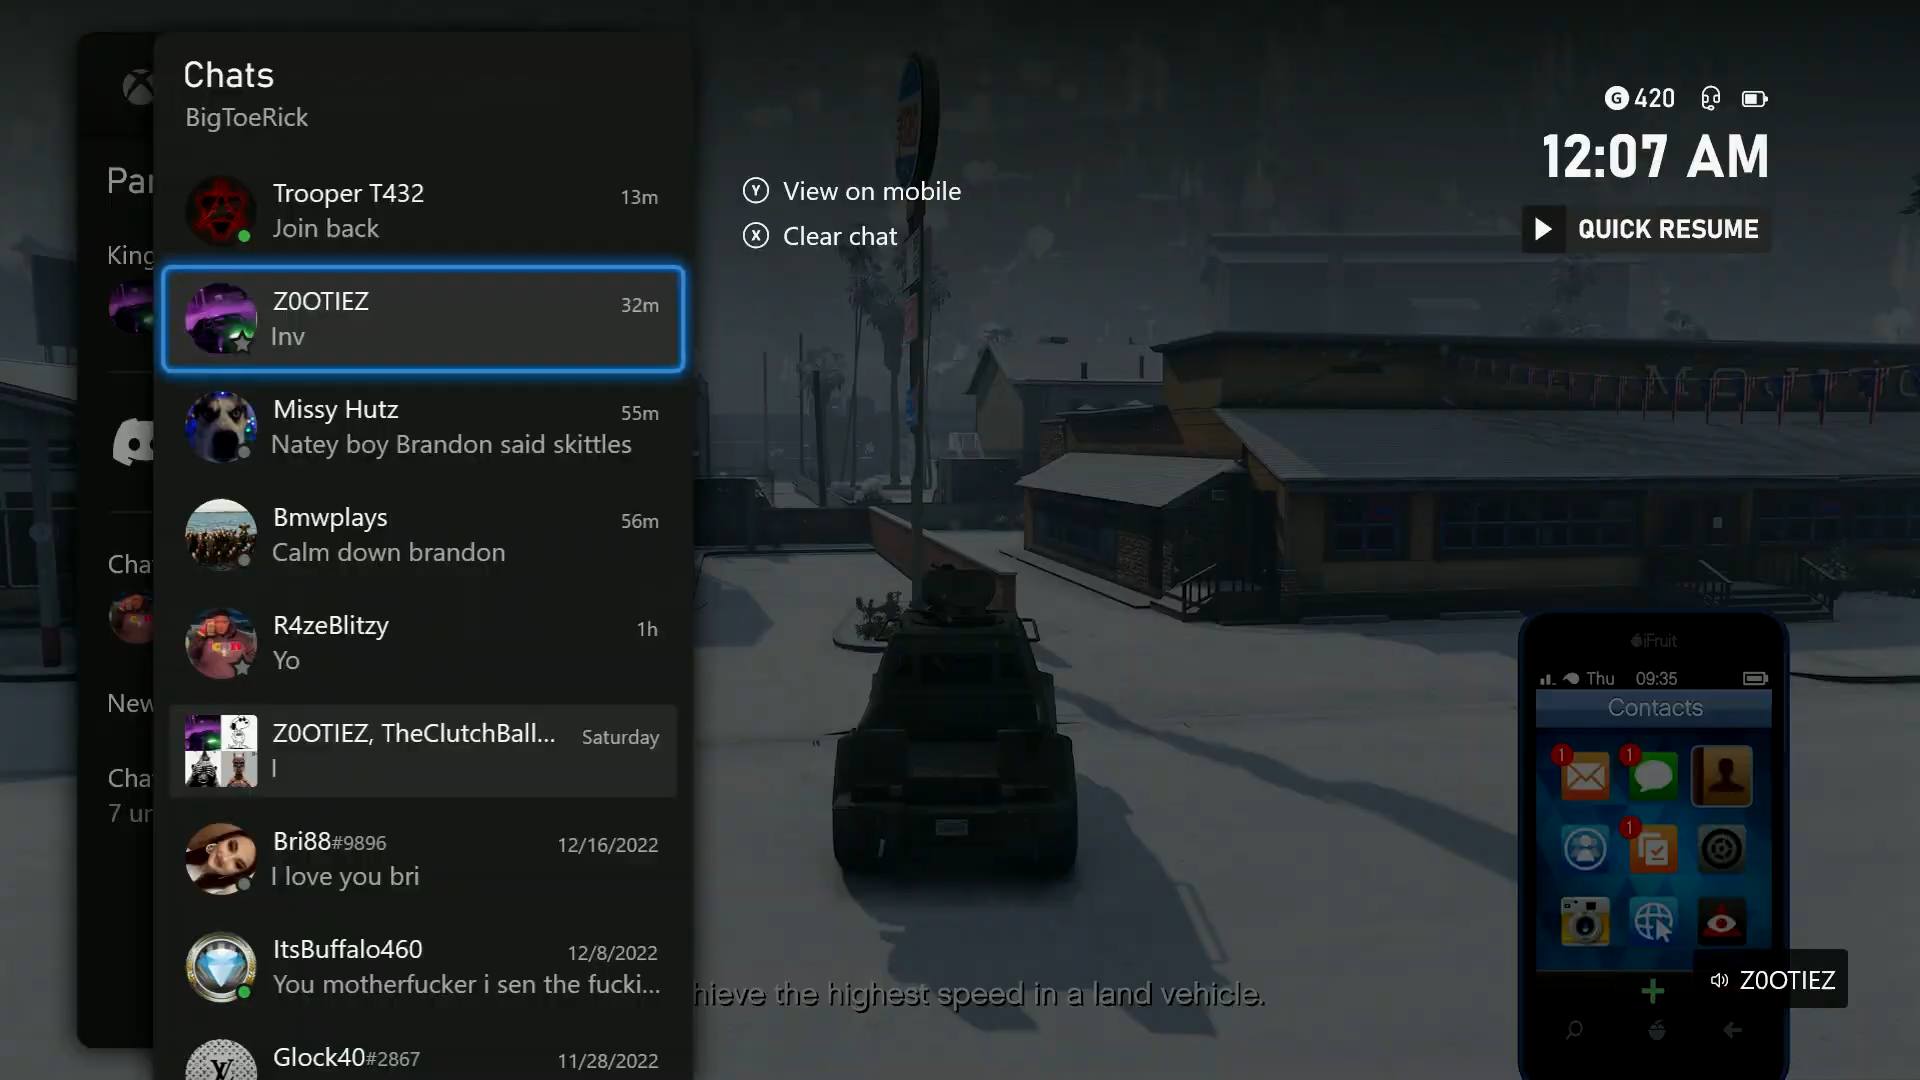 Chats
BigToeRick
Trooper T432
13m
Join back
Z0OTIEZ
32m
Inv
Missy Hutz
55m
Natey boy Brandon said skittles
Bmwplays
56m
Calm down brandon
R4zeBlitzy
1h
Yo
Z0OTIEZ, TheClutchBall...
Saturday
I
Bri88#9896
12/16/2022
I love you bri
ItsBuffalo460
12/8/2022
You motherfucker i sen the fucki...
Glock40#2867
11/28/2022
Par
King
Cha
New
Cha
7 un
Y View on mobile
X Clear chat
G 420
12:07 AM
QUICK RESUME
hieve the highest speed in a land vehicle.
iFruit
Thu 09:35
Contacts
1 1
1
Z0OTIEZ